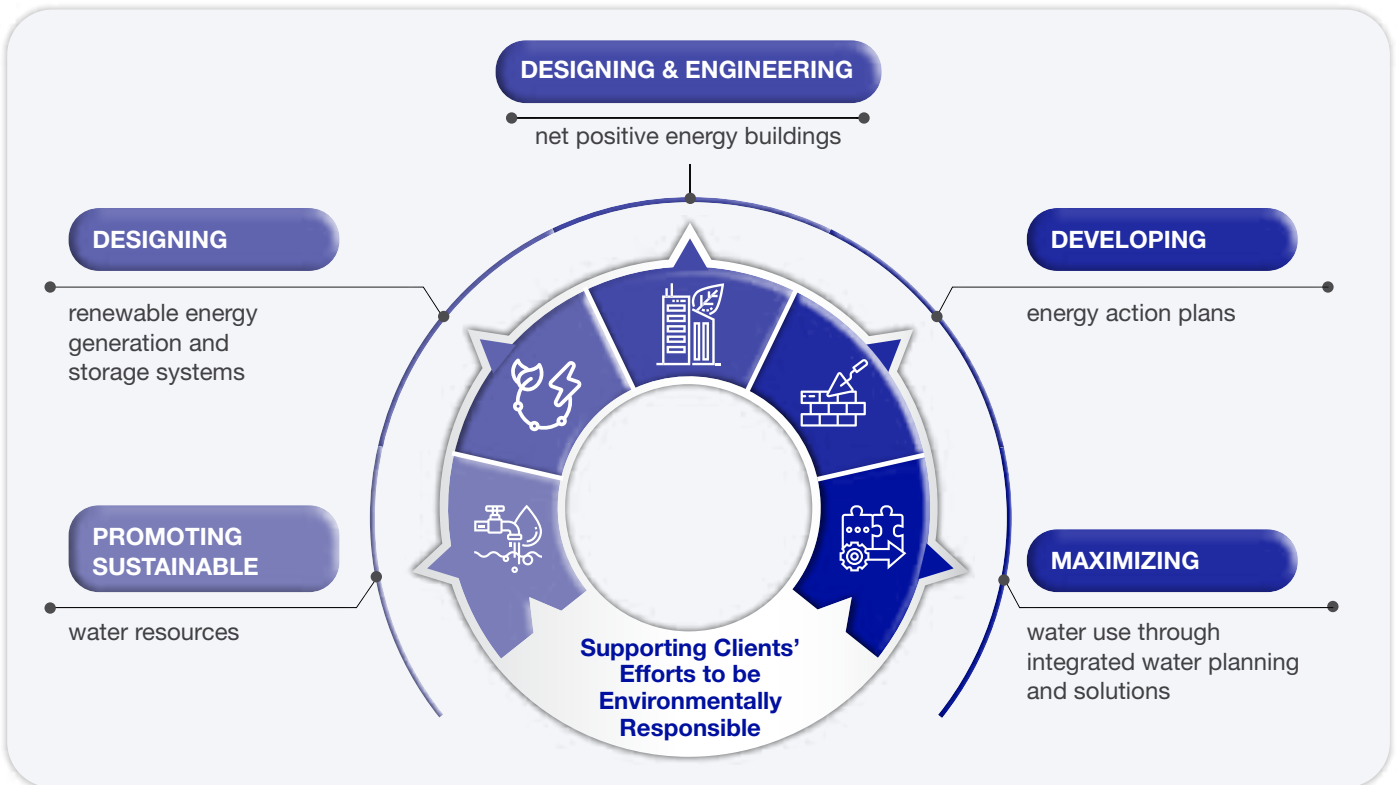 DESIGNING & ENGINEERING
net positive energy buildings
DESIGNING
renewable energy
generation and
storage systems
DEVELOPING
energy action plans
PROMOTING
SUSTAINABLE
water resources
MAXIMIZING
water use through
integrated water planning
and solutions
Supporting Clients’
Efforts to be
Environmentally
Responsible